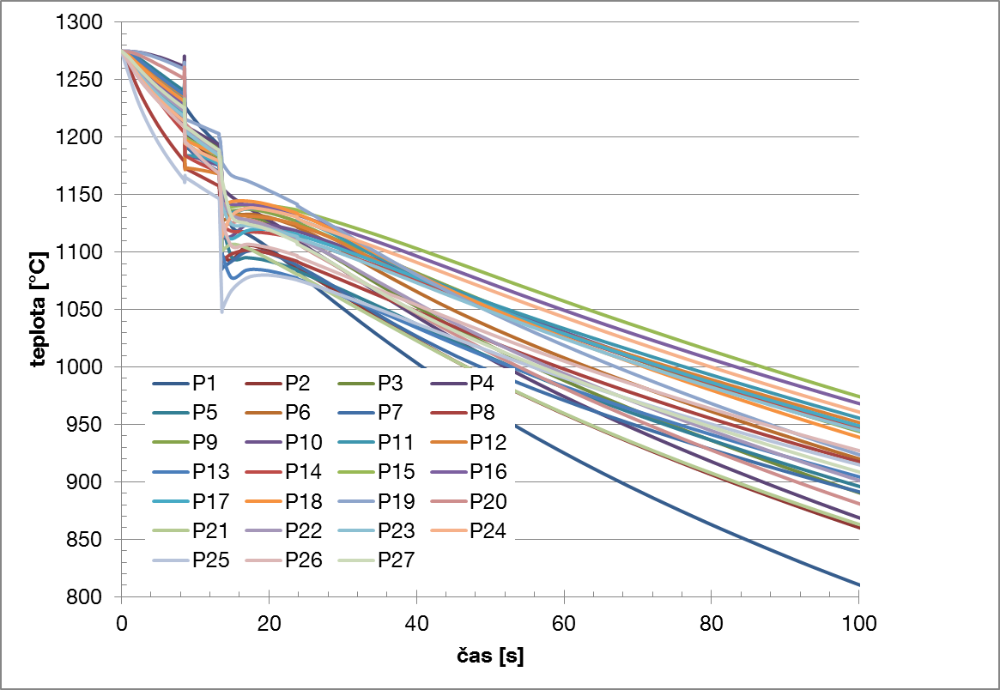 1300
1250
1200
1150
1100
1050
1000
950
900
850
800
teplota [°C]
P1 P2 P3 P4
P5 P6 P7 P8
P9 P10 P11 P12
P13 P14 P15 P16
P17 P18 P19 P20
P21 P22 P23 P24
P25 P26 P27
0 20 40 60 80 100
čas [s]